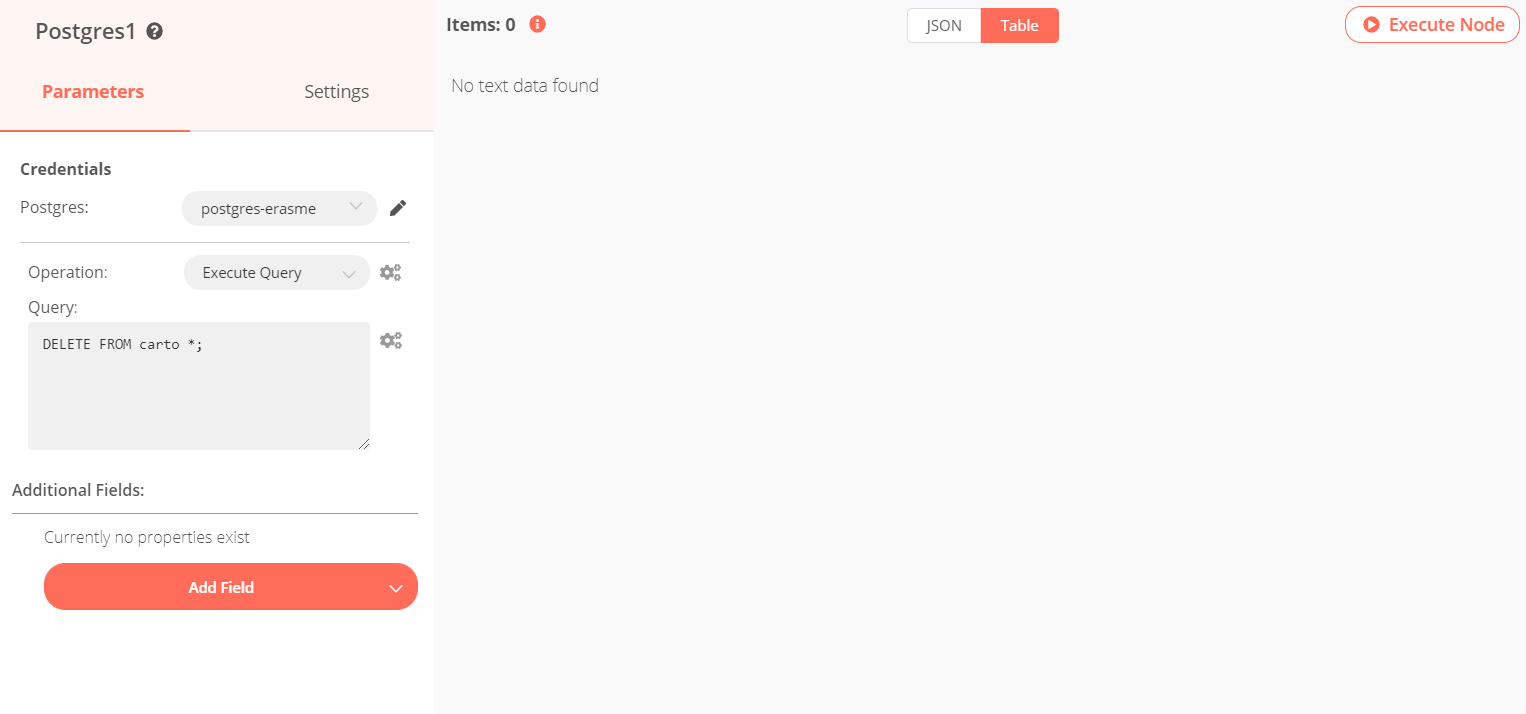 Postgres1
Parameters
Settings
Credentials
Postgres:
postgres-erasme
Operation:
Execute Query
Query:
DELETE FROM carto *;
Additional Fields:
Currently no properties exist
Add Field
Items: 0
JSON
Table
Execute Node
No text data found